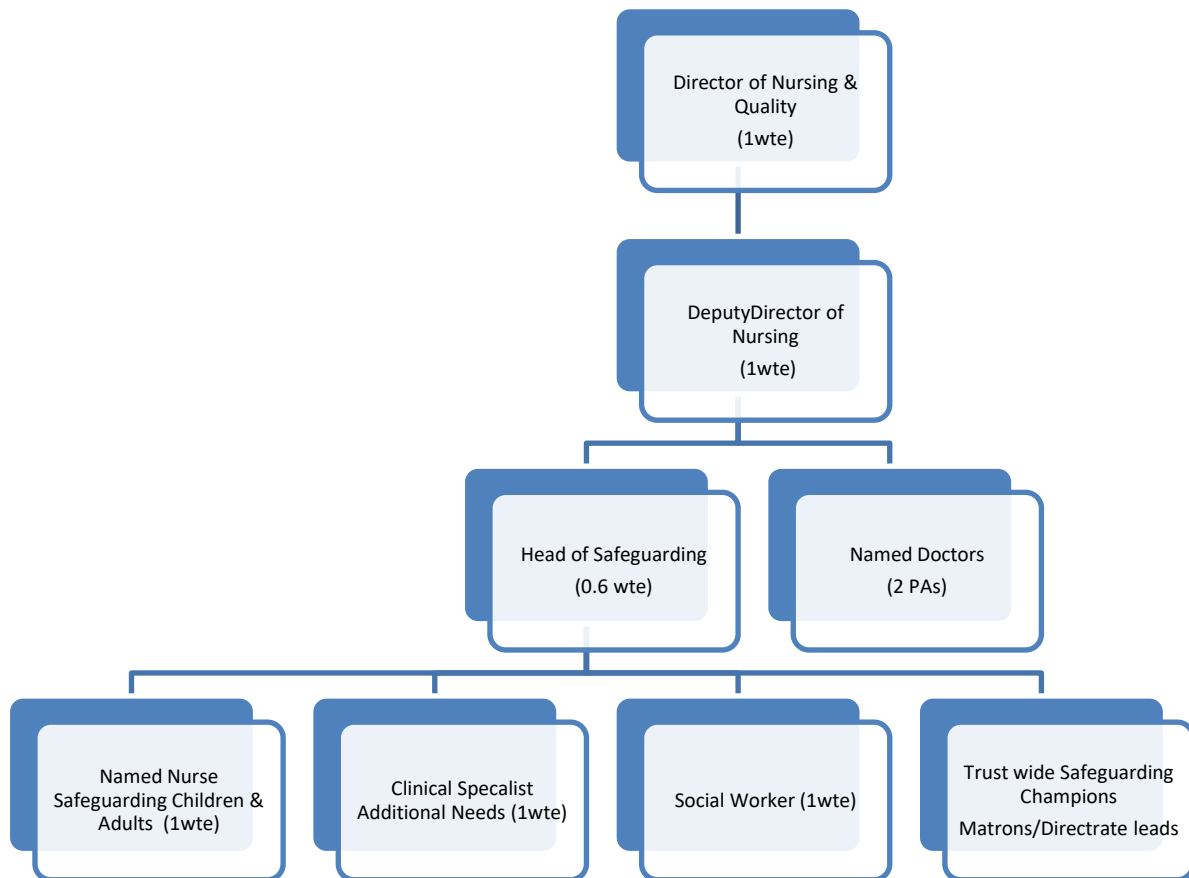 Director of Nursing &
Quality
(1wte)
DeputyDirector of
Nursing
(1wte)
Head of Safeguarding
(0.6 wte)
Named Doctors
(2 PAs)
Named Nurse
Safeguarding Children &
Adults (1wte)
Clinical Specalist
Additional Needs (1wte)
Social Worker (1wte)
Trust wide Safeguarding
Champions
Matrons/Directrate leads